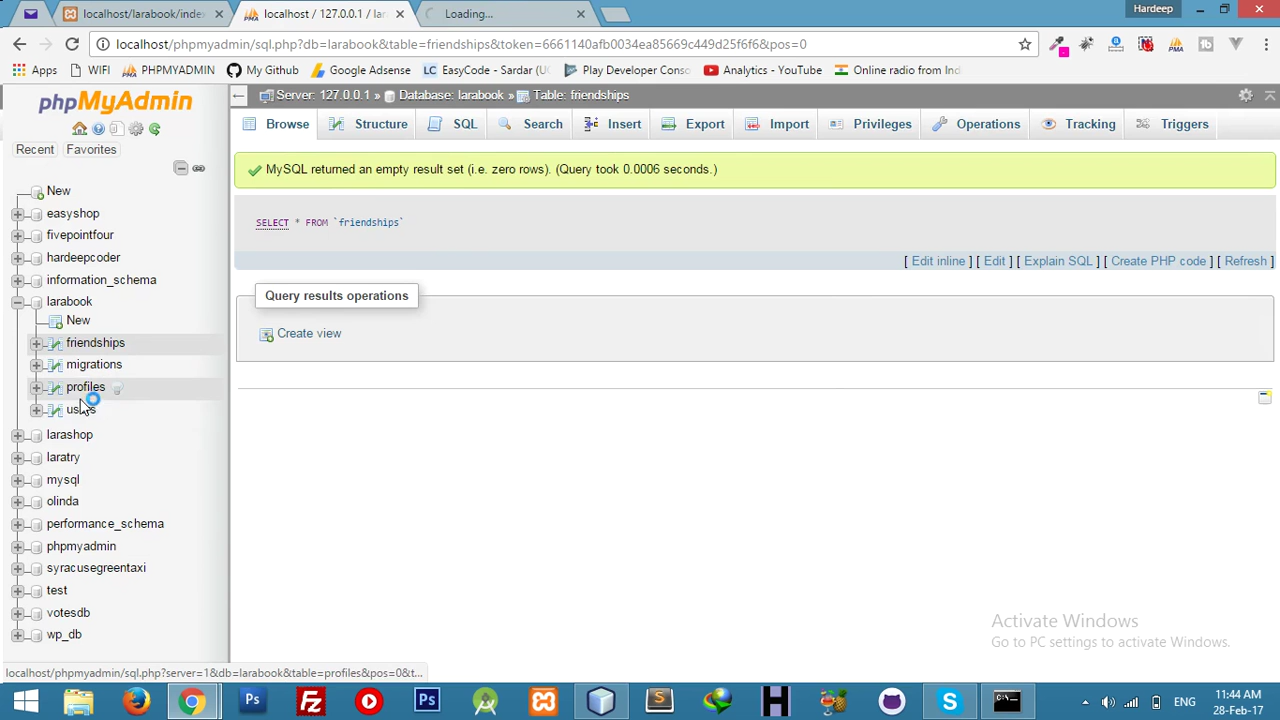 localhost/larabook/index
localhost / 127.0.0.1 / lara
Loading...
Hardeep
localhost/phpmyadmin/sql.php?db=larabook&table=friendships&token=6661140afb0034ea85669c449d25f6f6&pos=0
Apps
WIFI
PHPMYADMIN
My Github
Google Adsense
LC EasyCode - Sardar (UC
Play Developer Conso
Analytics - YouTube
Online radio from Ind
phpMyAdmin
Server: 127.0.0.1 » Database: larabook » Table: friendships
Browse Structure SQL Search Insert Export Import Privileges Operations Tracking Triggers
Recent Favorites
MySQL returned an empty result set (i.e. zero rows). (Query took 0.0006 seconds.)
SELECT * FROM `friendships`
[ Edit inline ] [ Edit ] [ Explain SQL ] [ Create PHP code ] [ Refresh ]
Query results operations
Create view
New
easyshop
fivepointfour
hardeepcoder
information_schema
larabook
New
friendships
migrations
profiles
larashop
laratry
mysql
olinda
performance_schema
phpmyadmin
syracusegreentaxi
test
votesdb
wp_db
Activate Windows
Go to PC settings to activate Windows.
localhost/phpmyadmin/sql.php?server=1&db=larabook&table=profiles&pos=0&t...
ENG
11:44 AM
28-Feb-17